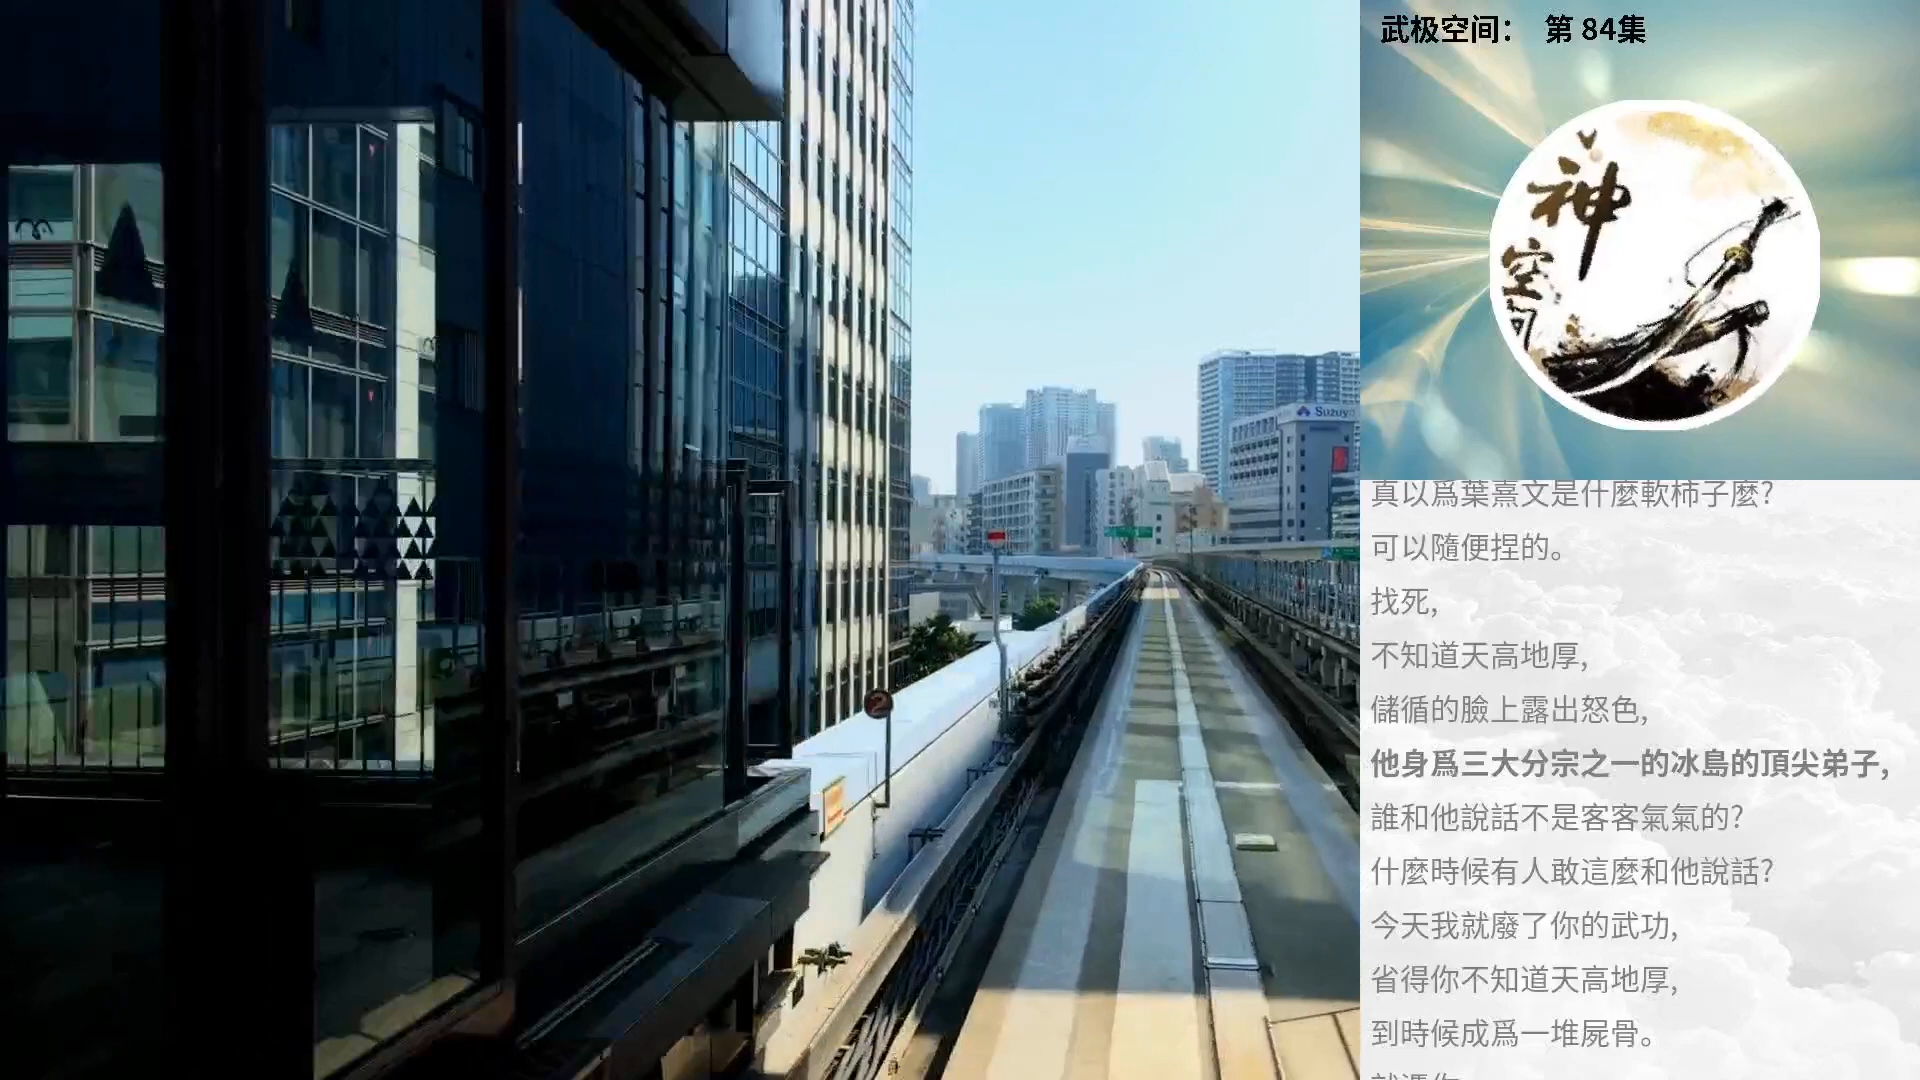 武极空间： 第 84集
神
空间
Suzuyo
2
真以爲葉熹文是什麼軟柿子麼?
可以隨便捏的。
找死,
不知道天高地厚,
儲循的臉上露出怒色,
他身爲三大分宗之一的冰島的頂尖弟子,
誰和他說話不是客客氣氣的?
什麼時候有人敢這麼和他說話?
今天我就廢了你的武功,
省得你不知道天高地厚,
到時候成爲一堆屍骨。